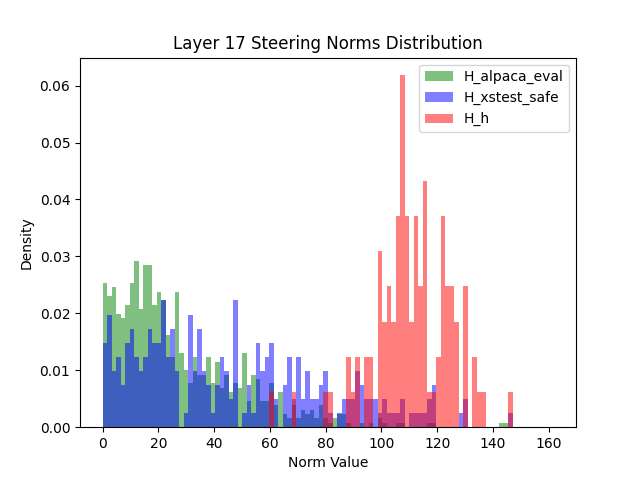 Layer 17 Steering Norms Distribution
H_alpaca_eval
H_xstest_safe
H_h
Density
0.06
0.05
0.04
0.03
0.02
0.01
0.00
0 20 40 60 80 100 120 140 160
Norm Value